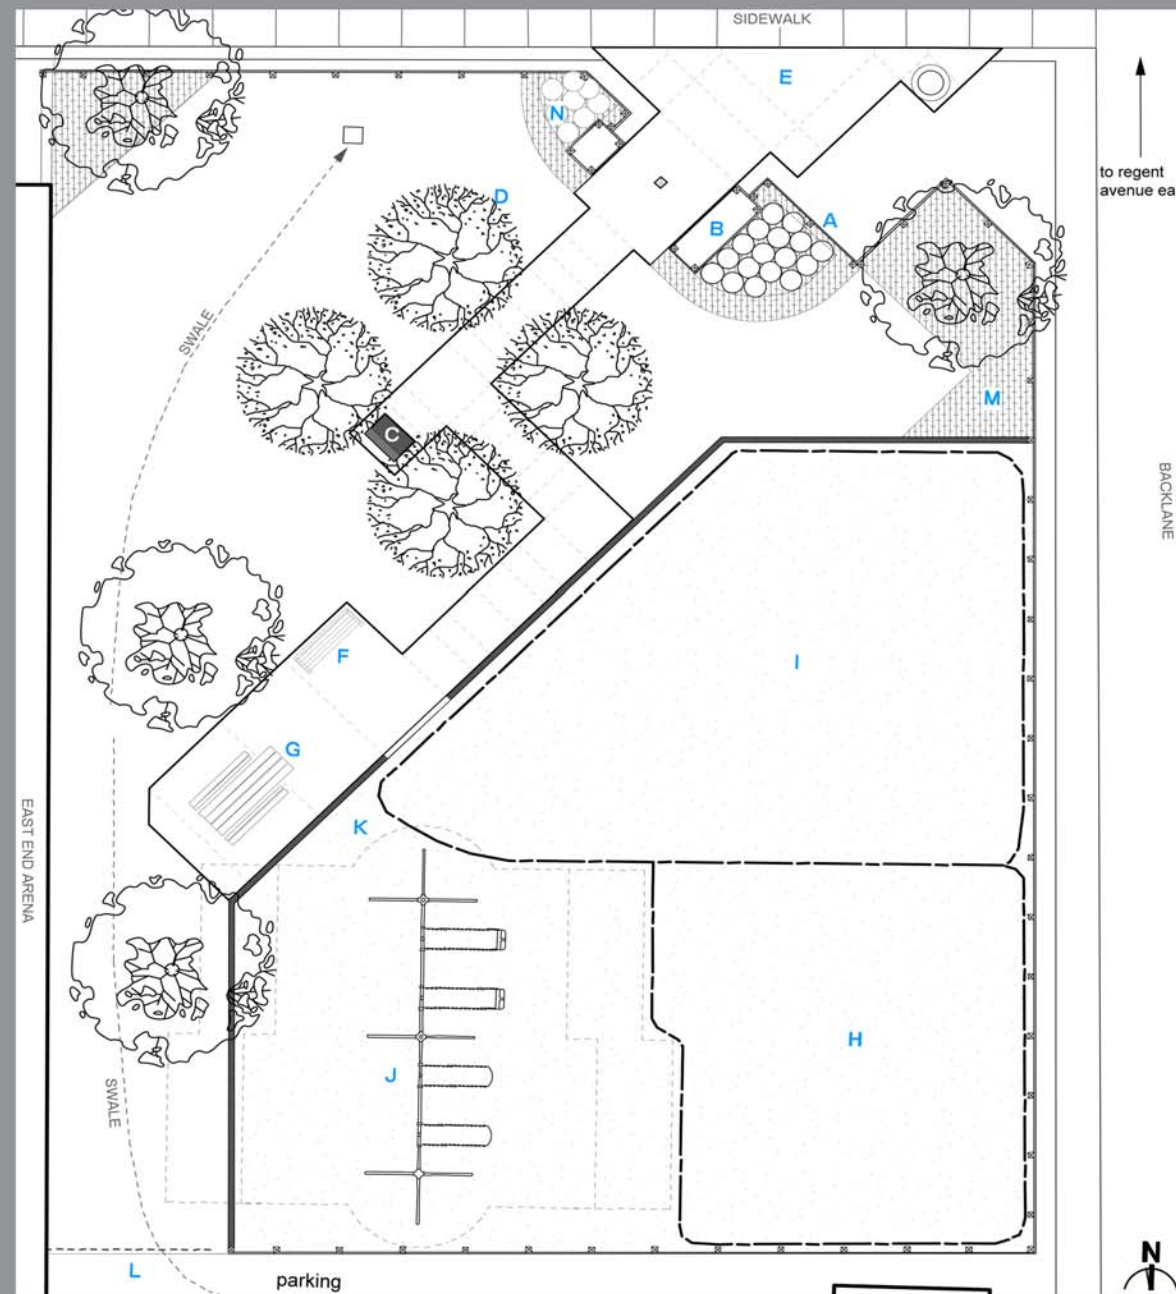 SIDEWALK
E
N
to regent
avenue ea
D
B
A
SWALE
M
C
BACKLANE
F
I
G
K
EAST END ARENA
H
J
SWALE
L
parking
N